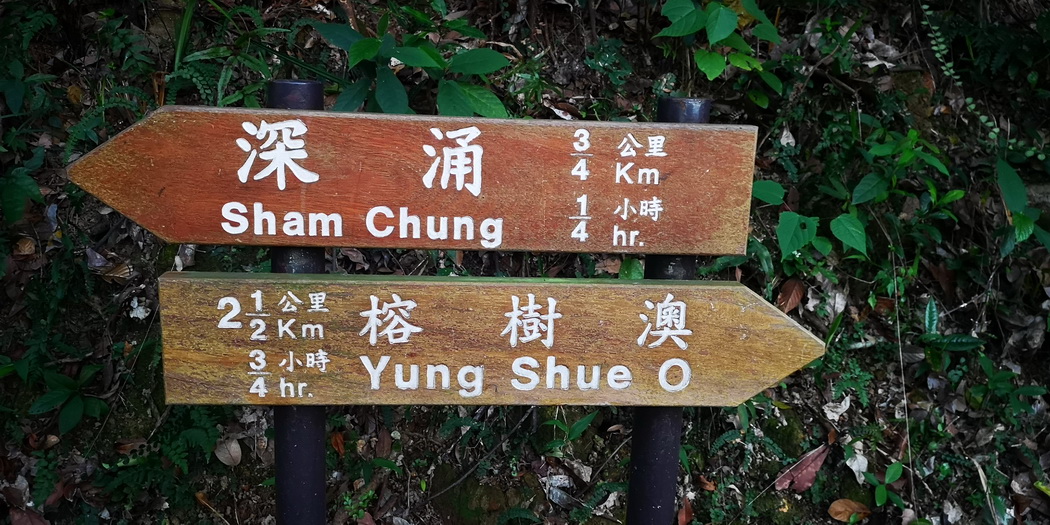 深涌 3/4 公里
Km
Sham Chung 1/4 小時
hr.
2 1/2 公里 榕樹澳
Km
3/4 小時 Yung Shue O
hr.